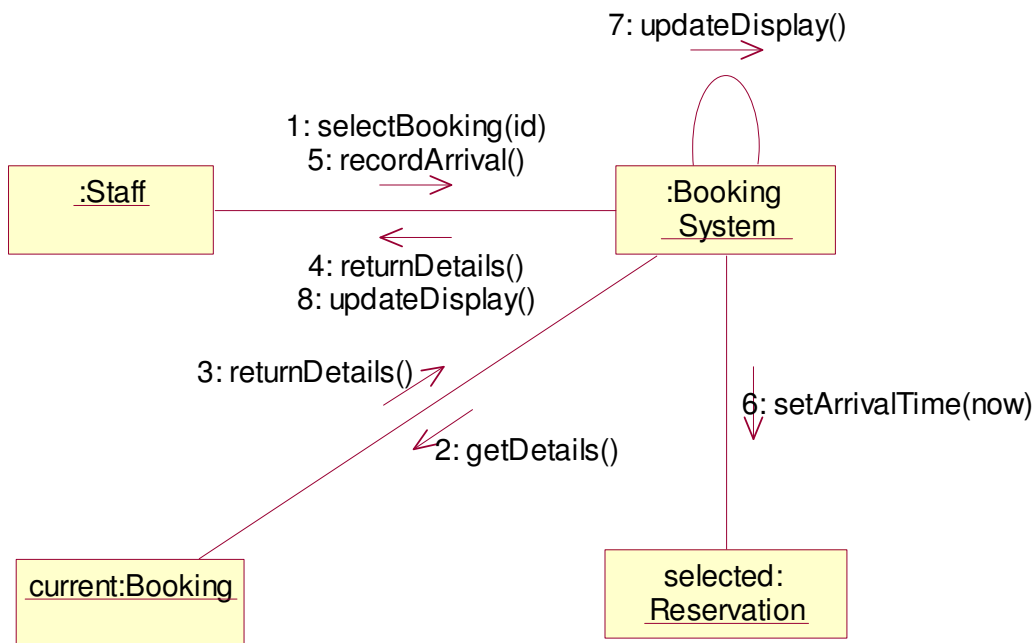 7: updateDisplay()
1: selectBooking(id)
5: recordArrival()
:Staff
:Booking
System
4: returnDetails()
8: updateDisplay()
3: returnDetails()
6: setArrivalTime(now)
2: getDetails()
current:Booking
selected:
Reservation